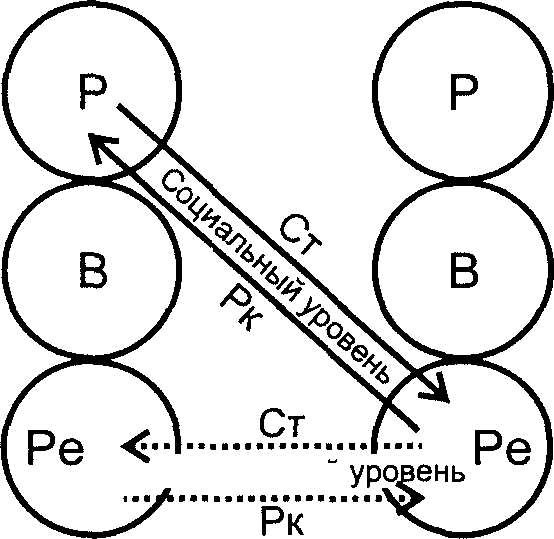 Р
Р
Ст
Социальный уровень
Рк
В
В
Ст
Ре
уровень
Ре
Рк